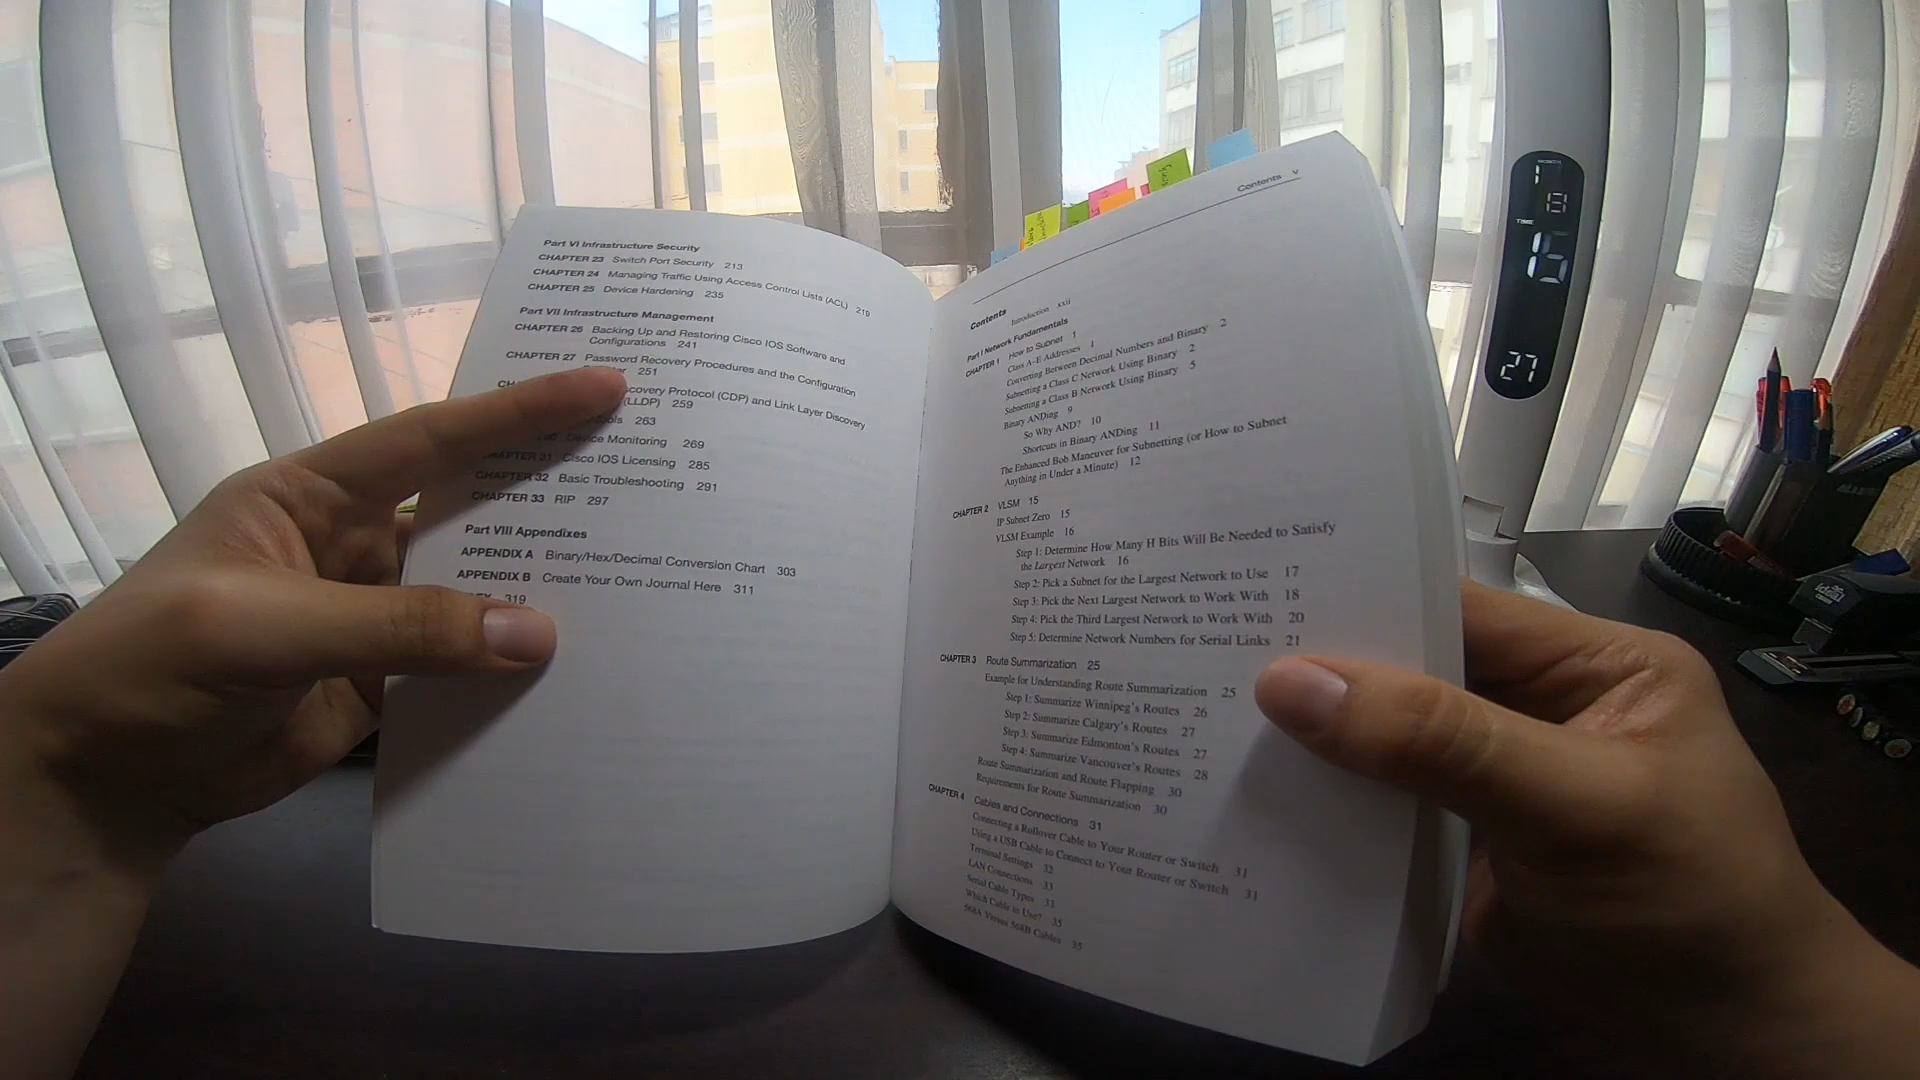 Part VI Infrastructure Security
CHAPTER 23 Switch Port Security 213
CHAPTER 24 Managing Traffic Using Access Control Lists (ACL) 219
CHAPTER 25 Device Hardening 235
Part VII Infrastructure Management
CHAPTER 26 Backing Up and Restoring Cisco IOS Software and
Configurations 241
CHAPTER 27 Password Recovery Procedures and the Configuration
251
Discovery Protocol (CDP) and Link Layer Discovery
(LLDP) 259
263
Device Monitoring 269
CHAPTER 31 Cisco IOS Licensing 285
CHAPTER 32 Basic Troubleshooting 291
CHAPTER 33 RIP 297
Part VIII Appendixes
APPENDIX A Binary/Hex/Decimal Conversion Chart 303
APPENDIX B Create Your Own Journal Here 311
319
Contents v
Contents
Introduction xxii
Part I Network Fundamentals
CHAPTER 1 How to Subnet 1
Class A–E Addresses 1
Converting Between Decimal Numbers and Binary 2
Subnetting a Class C Network Using Binary 2
Subnetting a Class B Network Using Binary 5
Binary ANDing 9
So Why AND? 10
Shortcuts in Binary ANDing 11
The Enhanced Bob Maneuver for Subnetting (or How to Subnet
Anything in Under a Minute) 12
CHAPTER 2 VLSM 15
IP Subnet Zero 15
VLSM Example 16
Step 1: Determine How Many H Bits Will Be Needed to Satisfy
the Largest Network 16
Step 2: Pick a Subnet for the Largest Network to Use 17
Step 3: Pick the Next Largest Network to Work With 18
Step 4: Pick the Third Largest Network to Work With 20
Step 5: Determine Network Numbers for Serial Links 21
CHAPTER 3 Route Summarization 25
Example for Understanding Route Summarization 25
Step 1: Summarize Winnipeg's Routes 26
Step 2: Summarize Calgary's Routes 27
Step 3: Summarize Edmonton's Routes 27
Step 4: Summarize Vancouver's Routes 28
Route Summarization and Route Flapping 30
Requirements for Route Summarization 30
CHAPTER 4 Cables and Connections 31
Connecting a Rollover Cable to Your Router or Switch 31
Using a USB Cable to Connect to Your Router or Switch 31
Terminal Settings 32
LAN Connections 33
Serial Cable Types 33
Which Cable to Use? 35
568A Versus 568B Cables 35
MONTH
TIME
15
27